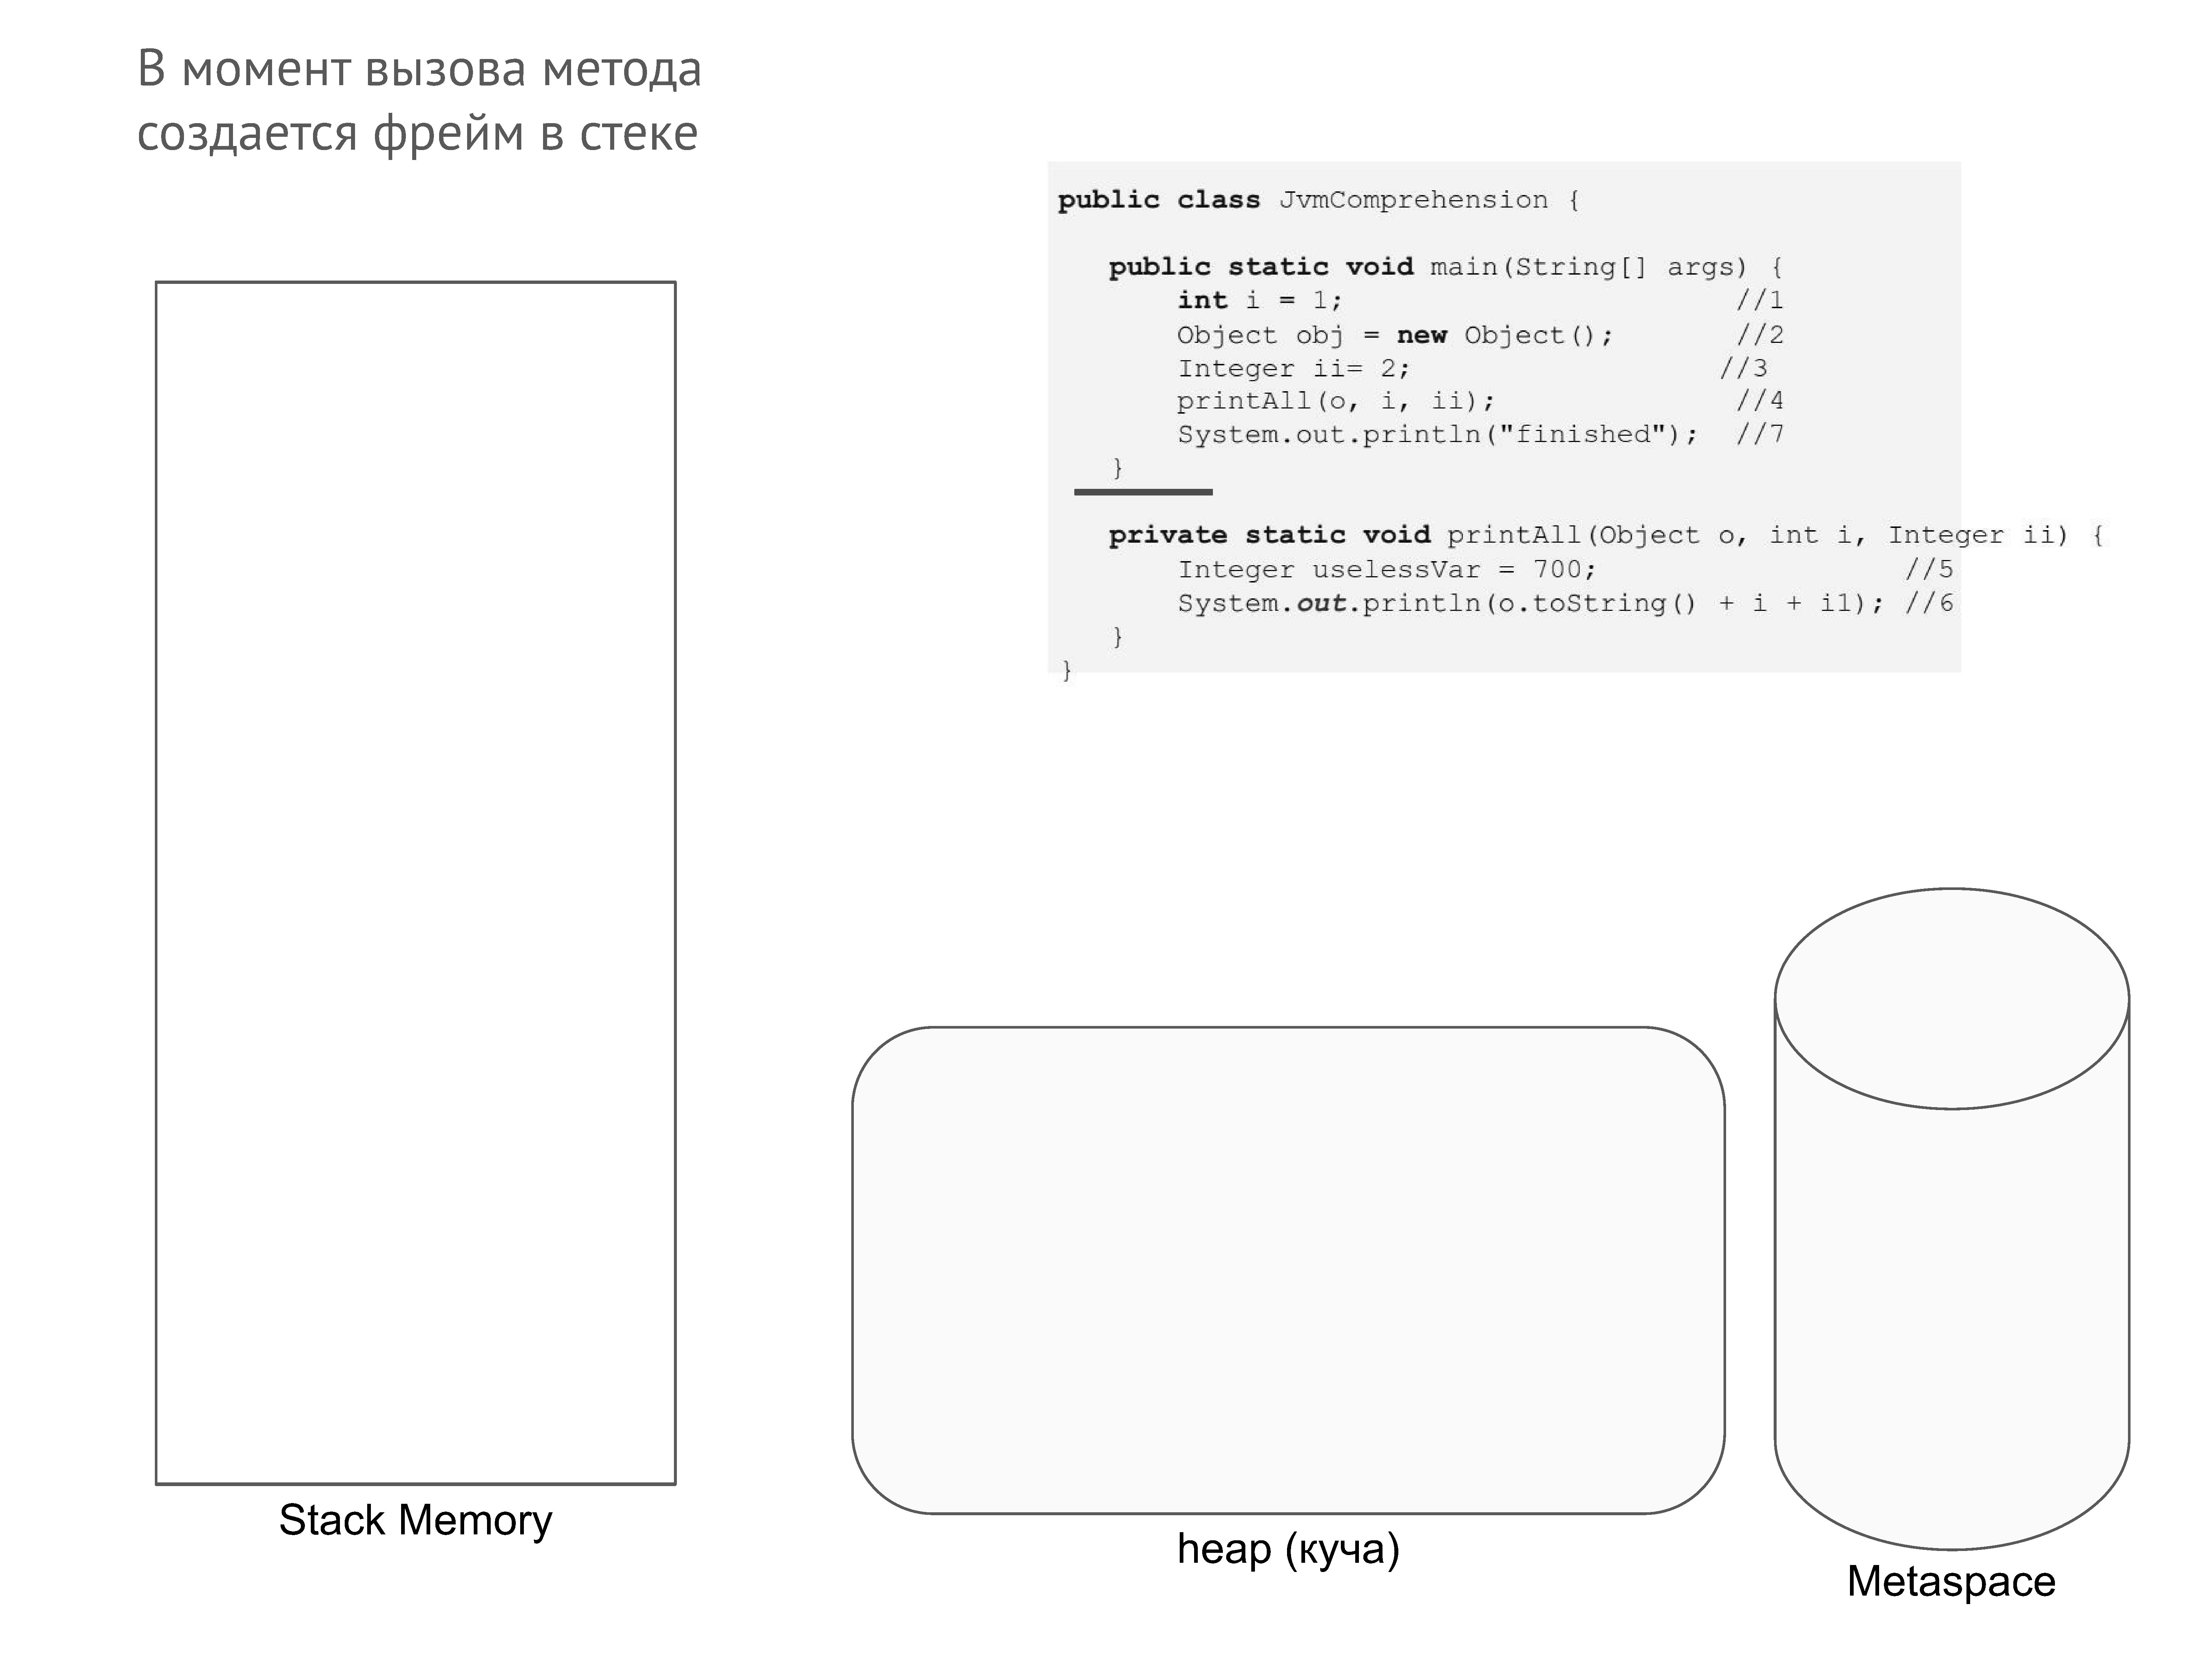 В момент вызова метода
создается фрейм в стеке
public class JvmComprehension {
public static void main(String[] args) {
int i = 1; //1
Object obj = new Object(); //2
Integer ii= 2; //3
printAll(o, i, ii); //4
System.out.println("finished"); //7
}
private static void printAll(Object o, int i, Integer ii) {
Integer uselessVar = 700; //5
System.out.println(o.toString() + i + i1); //6
}
}
Stack Memory
heap (куча)
Metaspace